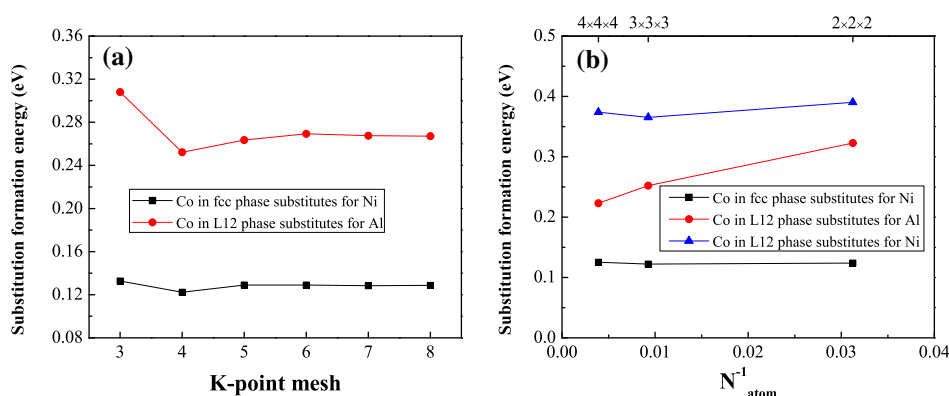 (a)
Substitution formation energy (eV)
0.36
0.32
0.28
0.24
0.20
0.16
0.12
0.08
Co in fcc phase substitutes for Ni
Co in L12 phase substitutes for Al
3 4 5 6 7 8
K-point mesh
4×4×4 3×3×3 2×2×2
(b)
Substitution formation energy (eV)
0.5
0.4
0.3
0.2
0.1
0.0
Co in fcc phase substitutes for Ni
Co in L12 phase substitutes for Al
Co in L12 phase substitutes for Ni
0.00 0.01 0.02 0.03 0.04
N⁻¹atom